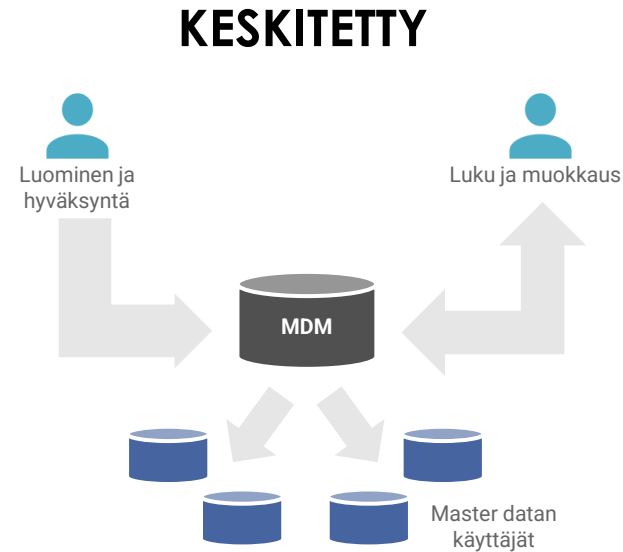 KESKITETTY
Luominen ja
hyväksyntä
Luku ja muokkaus
MDM
Master datan
käyttäjät